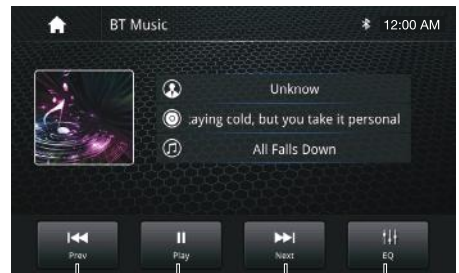 BT Music
12:00 AM
Unknow
:aying cold, but you take it personal
All Falls Down
Prev
Play
Next
EQ